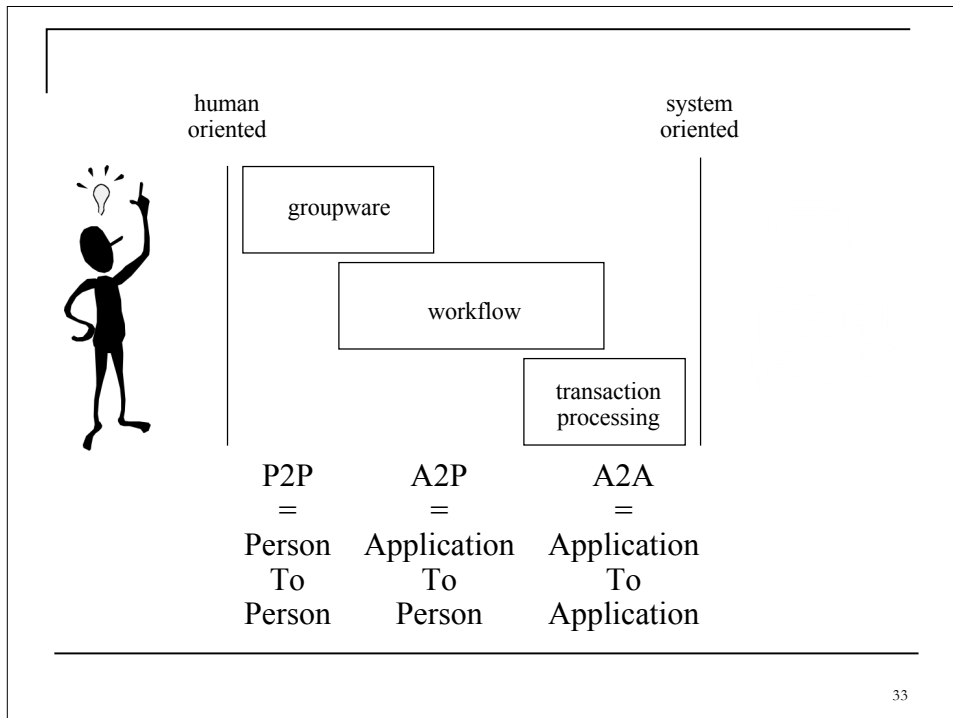 human
oriented
system
oriented
groupware
workflow
transaction
processing
P2P
=
Person
To
Person
A2P
=
Application
To
Person
A2A
=
Application
To
Application
33